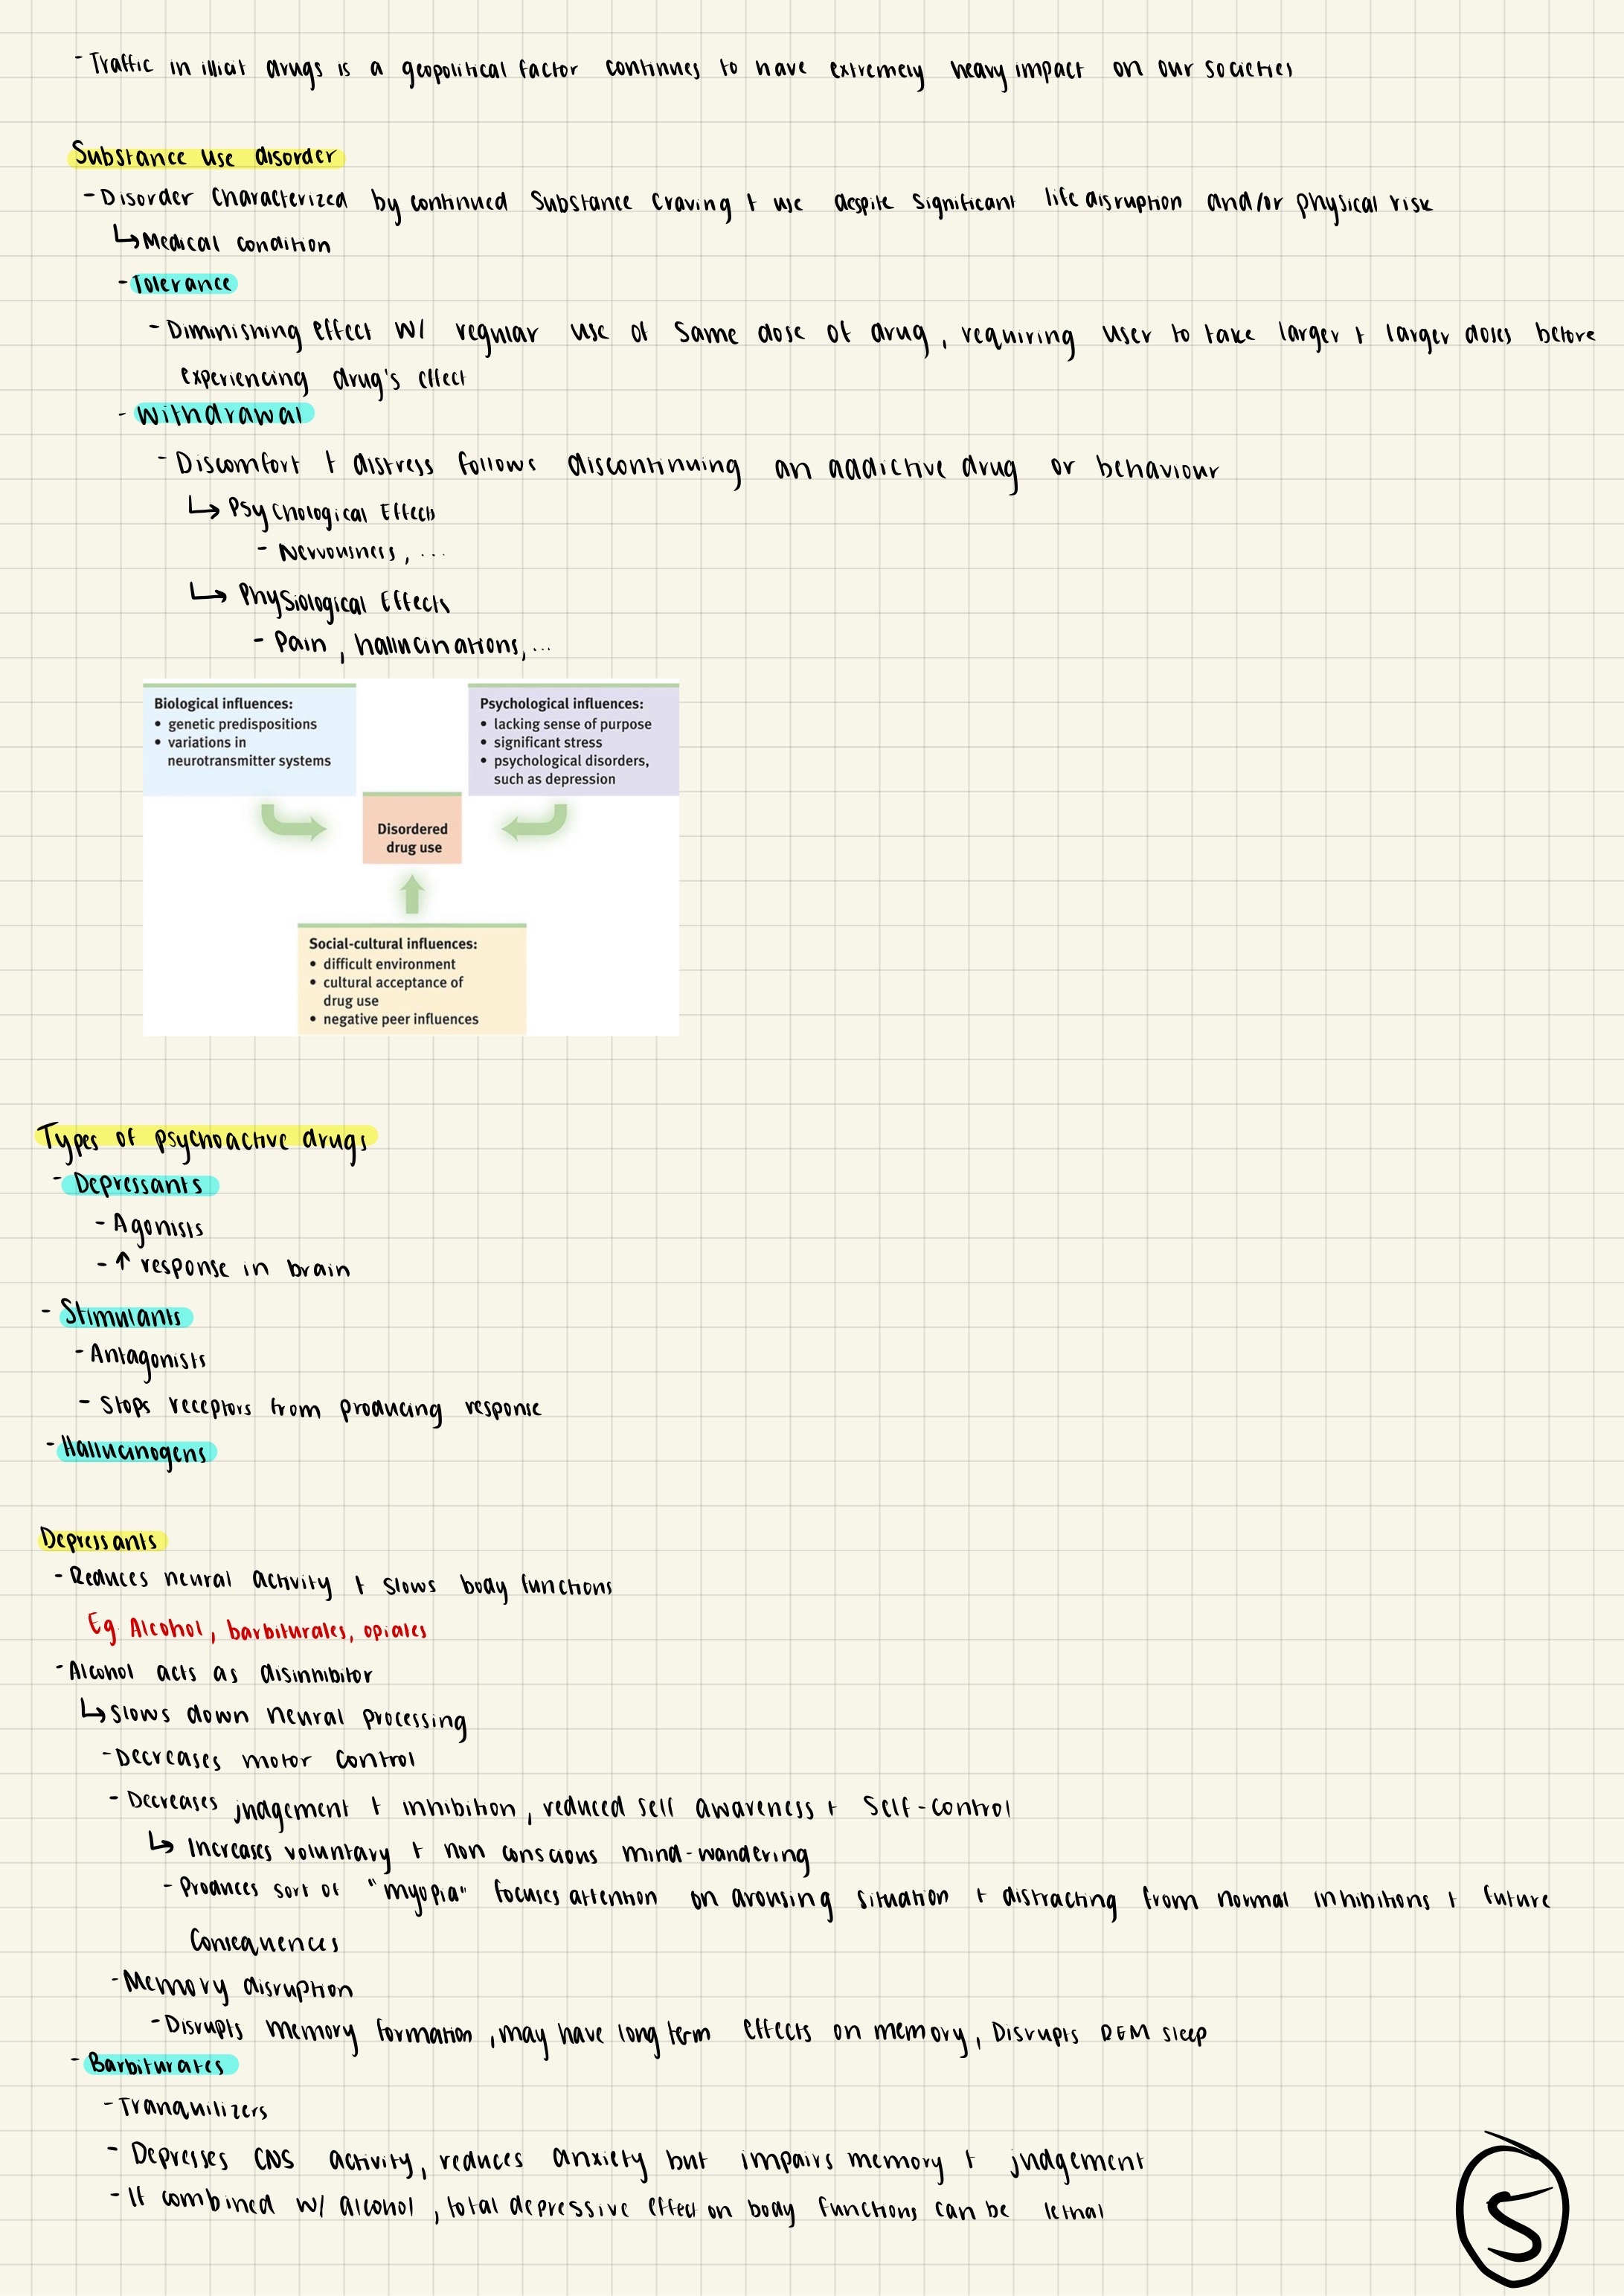 - Traffic in illicit drugs is a geopolitical factor continues to have extremely heavy impact on our societies
Substance use disorder
- Disorder Characterized by continued Substance Craving + use despite significant life disruption and/or physical risk
↳ Medical condition
- Tolerance
- Diminishing effect w/ regular use of same dose of drug, requiring user to take larger + larger doses before
experiencing drug's effect
- Withdrawal
- Discomfort + distress follows discontinuing an addictive drug or behaviour
↳ Psychological Effects
- Nervousness, ...
↳ Physiological Effects
- Pain, hallucinations, ...
Biological influences:
• genetic predispositions
• variations in
neurotransmitter systems
Psychological influences:
• lacking sense of purpose
• significant stress
• psychological disorders,
such as depression
Disordered
drug use
Social-cultural influences:
• difficult environment
• cultural acceptance of
drug use
• negative peer influences
Types of psychoactive drugs
- Depressants
- Agonists
- ↑ response in brain
- Stimulants
- Antagonists
- Stops receptors from producing response
- Hallucinogens
Depressants
- Reduces neural activity + slows body functions
Eg. Alcohol, barbiturates, opiates
- Alcohol acts as disinhibitor
↳ Slows down neural processing
- Decreases motor control
- Decreases judgement + inhibition, reduced self awareness + self-control
↳ Increases voluntary + non conscious mind-wandering
- Produces sort of "myopia" focuses attention on arousing situation + distracting from normal inhibitions + future
Consequences
- Memory disruption
- Disrupts memory formation, may have long term effects on memory, Disrupts REM sleep
- Barbiturates
- Tranquilizers
- Depresses CNS activity, reduces anxiety but impairs memory + judgement
- If combined w/ alcohol, total depressive effect on body functions can be lethal
5